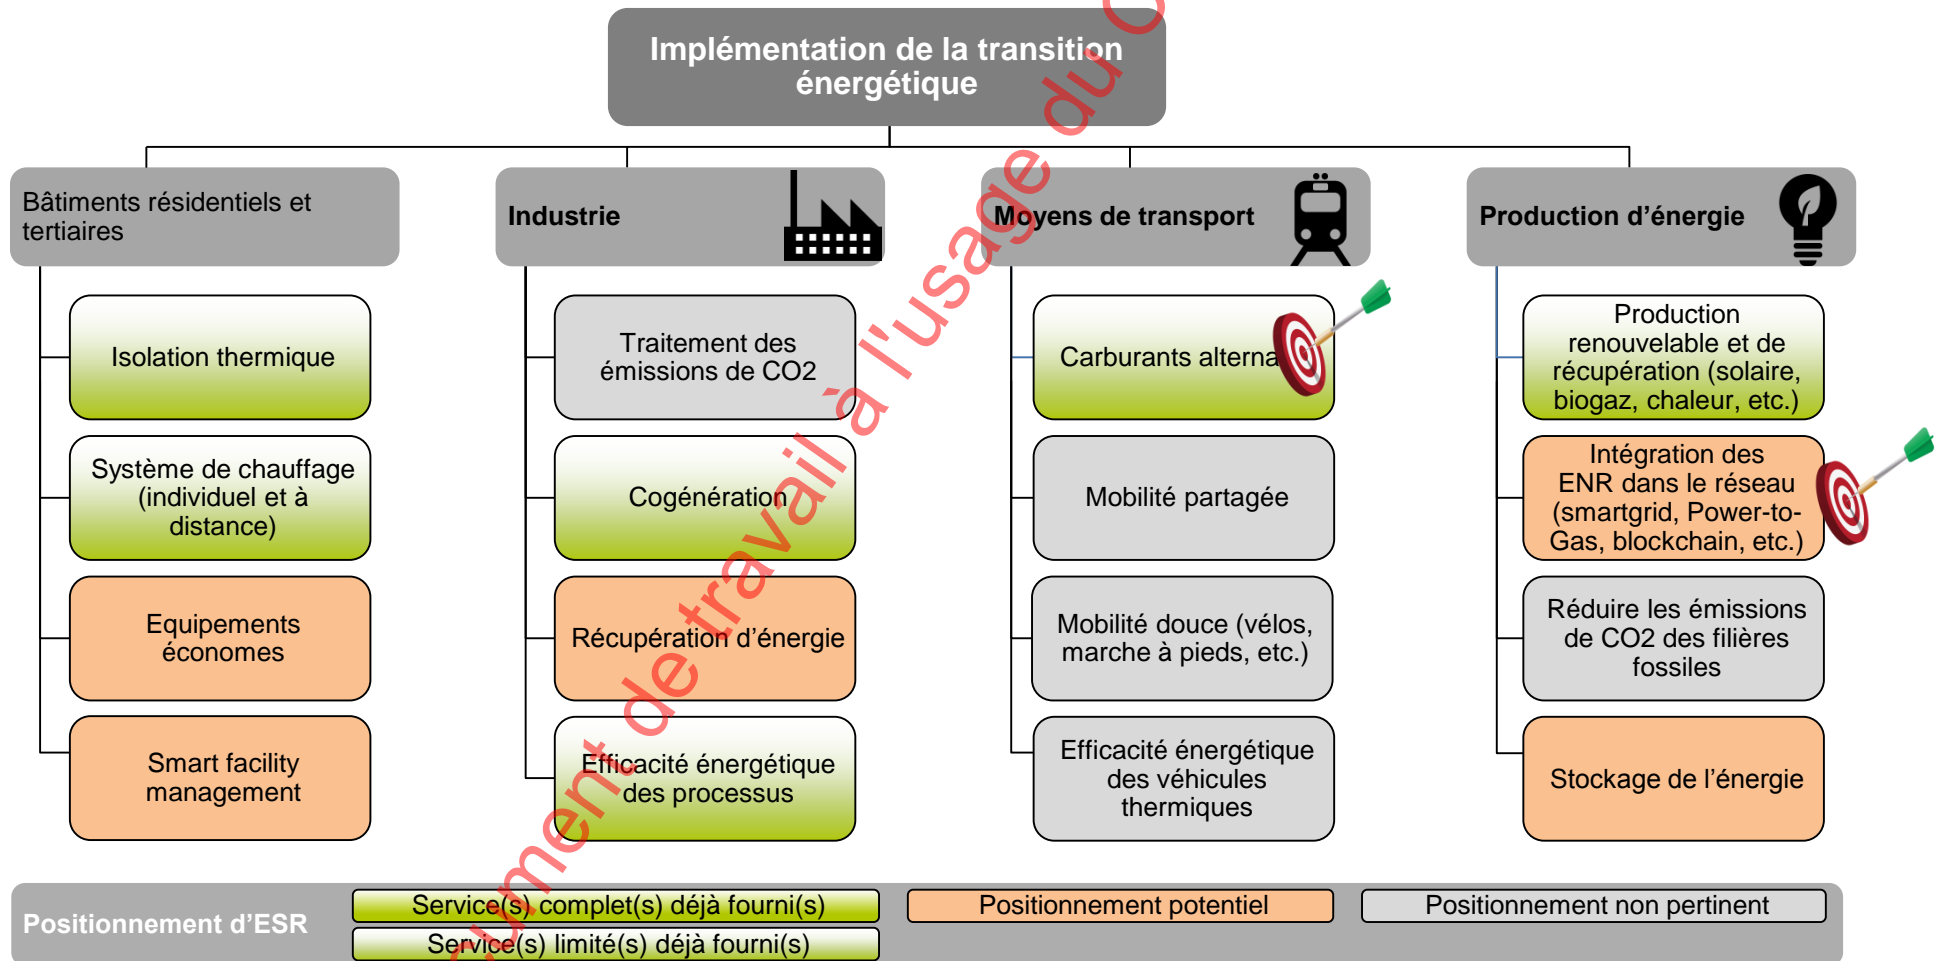 Implémentation de la transition
énergétique
Bâtiments résidentiels et
tertiaires
Isolation thermique
Système de chauffage
(individuel et à
distance)
Equipements
économes
Smart facility
management
Industrie
Traitement des
émissions de CO2
Cogénération
Récupération d'énergie
Efficacité énergétique
des processus
Moyens de transport
Carburants alterna
Mobilité partagée
Mobilité douce (vélos,
marche à pieds, etc.)
Efficacité énergétique
des véhicules
thermiques
Production d'énergie
Production
renouvelable et de
récupération (solaire,
biogaz, chaleur, etc.)
Intégration des
ENR dans le réseau
(smartgrid, Power-to-
Gas, blockchain, etc.)
Réduire les émissions
de CO2 des filières
fossiles
Stockage de l'énergie
Positionnement d'ESR
Service(s) complet(s) déjà fourni(s)
Service(s) limité(s) déjà fourni(s)
Positionnement potentiel
Positionnement non pertinent
cument de travail à l'usage du C